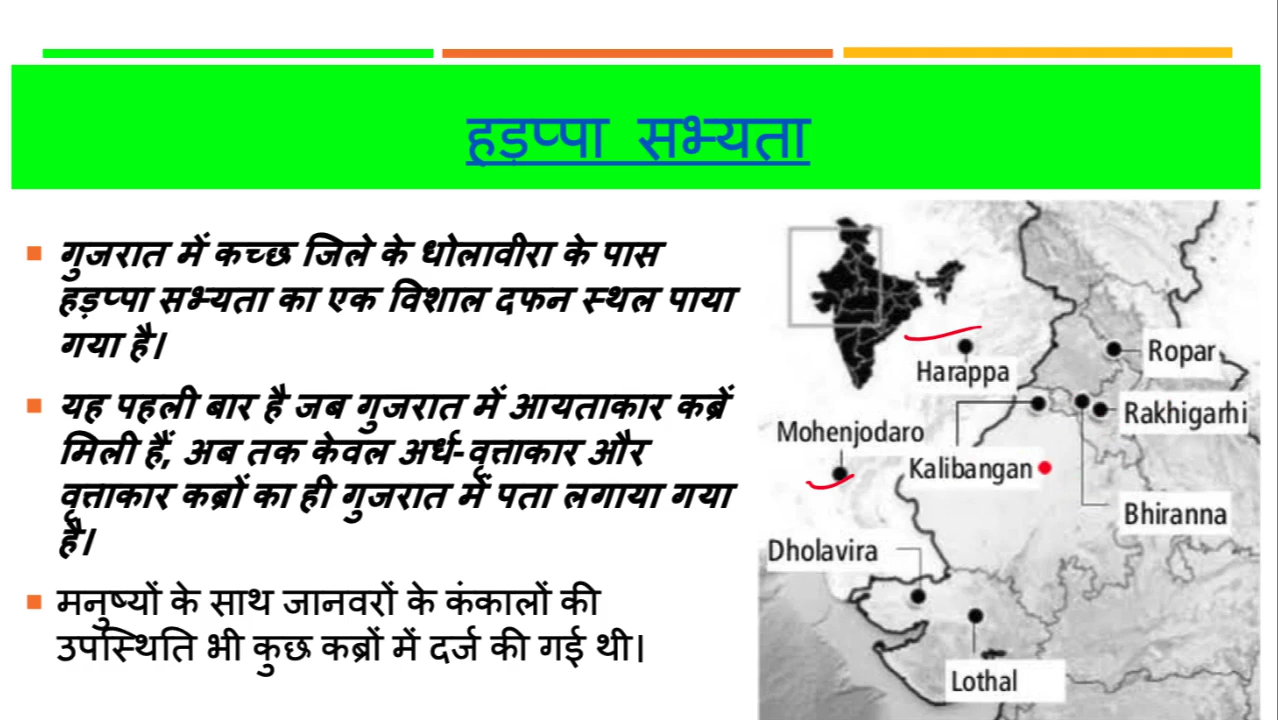 हड़प्पा सभ्यता
गुजरात में कच्छ जिले के धोलावीरा के पास
हड़प्पा सभ्यता का एक विशाल दफन स्थल पाया
गया है।
यह पहली बार है जब गुजरात में आयताकार कब्रें
मिली हैं, अब तक केवल अर्ध-वृत्ताकार और
वृत्ताकार कब्रों का ही गुजरात में पता लगाया गया
है।
मनुष्यों के साथ जानवरों के कंकालों की
उपस्थिति भी कुछ कब्रों में दर्ज की गई थी।
Harappa
Ropar
Rakhigarhi
Mohenjodaro
Kalibangan
Bhiranna
Dholavira
Lothal